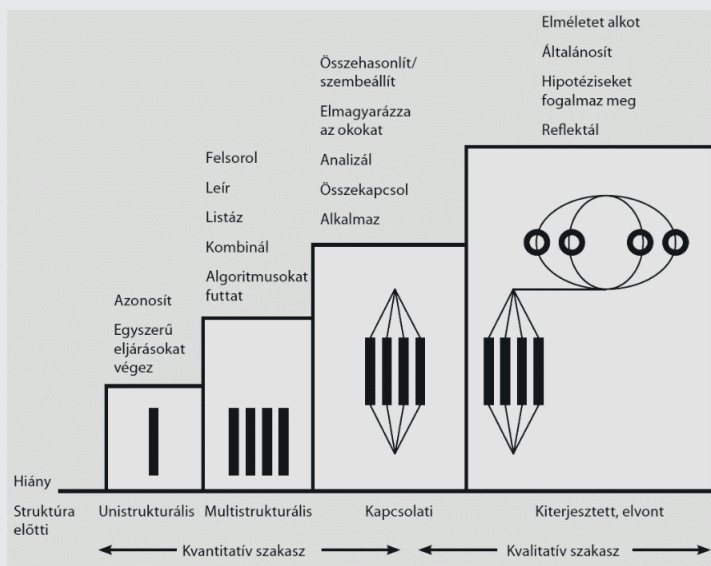 Elméletet alkot
Általánosít
Hipotéziseket
fogalmaz meg
Reflektál
Összehasonlít/
szembeállít
Elmagyarázza
az okokat
Analizál
Összekapcsol
Alkalmaz
Felsorol
Leír
Listáz
Kombinál
Algoritmusokat
futtat
Azonosít
Egyszerű
eljárásokat
végez
Hiány
Struktúra
előtti
Unistrukturális
Multistrukturális
Kapcsolati
Kiterjesztett, elvont
Kvantitatív szakasz
Kvalitatív szakasz